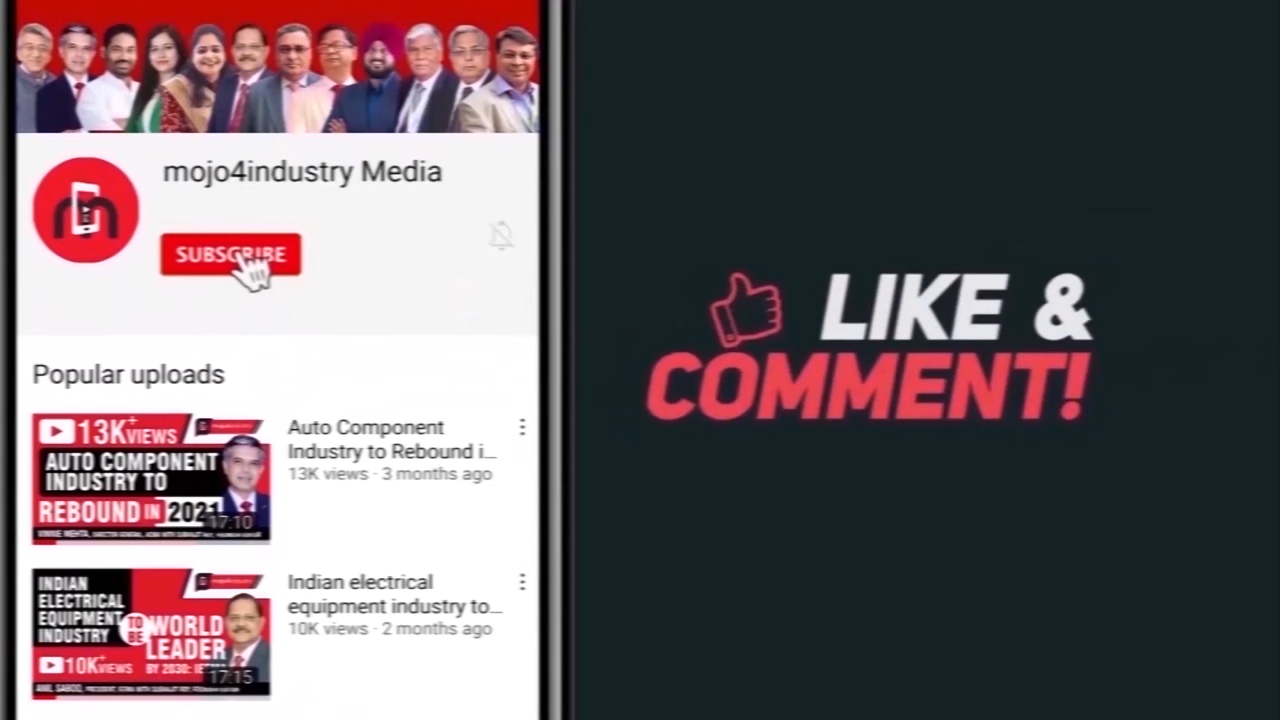 mojo4industry Media
SUBSCRIBE
Popular uploads
13K+ VIEWS
AUTO COMPONENT
INDUSTRY TO
REBOUND IN 2021
17:10
Auto Component
Industry to Rebound i...
13K views · 3 months ago
INDIAN
ELECTRICAL
EQUIPMENT
INDUSTRY
TO BE
WORLD
LEADER
10K+ VIEWS
BY 2030:
17:15
Indian electrical
equipment industry to...
10K views · 2 months ago
LIKE &
COMMENT!